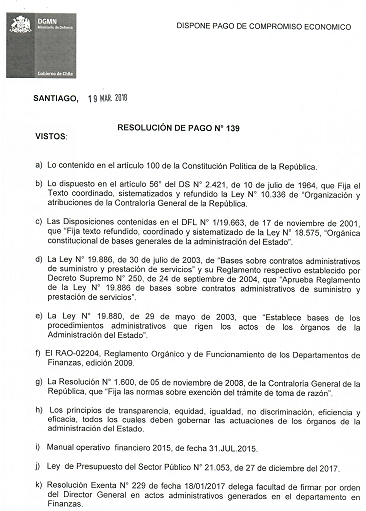 DGMN
Ministerio de Defensa
Gobierno de Chile
DISPONE PAGO DE COMPROMISO ECONOMICO
SANTIAGO, 19 MAR. 2018
RESOLUCIÓN DE PAGO N° 139
VISTOS:
a) Lo contenido en el artículo 100 de la Constitución Política de la República.
b) Lo dispuesto en el artículo 56° del DS N° 2.421, de 10 de julio de 1964, que Fija el
Texto coordinado, sistematizados y refundido la Ley N° 10.336 de "Organización y
atribuciones de la Contraloría General de la República.
c) Las Disposiciones contenidas en el DFL N° 1/19.663, de 17 de noviembre de 2001,
que "Fija texto refundido, coordinado y sistematizado de la Ley N° 18.575, "Orgánica
constitucional de bases generales de la administración del Estado".
d) La Ley N° 19.886, de 30 de julio de 2003, de "Bases sobre contratos administrativos
de suministro y prestación de servicios" y su Reglamento respectivo establecido por
Decreto Supremo N° 250, de 24 de septiembre de 2004, que "Aprueba Reglamento
de la Ley N° 19.886 de bases sobre contratos administrativos de suministro y
prestación de servicios".
e) La Ley N° 19.880, de 29 de mayo de 2003, que "Establece bases de los
procedimientos administrativos que rigen los actos de los órganos de la
Administración del Estado".
f) El RAO-02204, Reglamento Orgánico y de Funcionamiento de los Departamentos de
Finanzas, edición 2009.
g) La Resolución N° 1.600, de 05 de noviembre de 2008, de la Contraloría General de la
República, que "Fija las normas sobre exención del trámite de toma de razón".
h) Los principios de transparencia, equidad, igualdad, no discriminación, eficiencia y
eficacia, todos los cuales deben gobernar las actuaciones de los órganos de la
administración del Estado.
i) Manual operativo financiero 2015, de fecha 31.JUL.2015.
j) Ley de Presupuesto del Sector Público N° 21.053, de 27 de diciembre del 2017.
k) Resolución Exenta N° 229 de fecha 18/01/2017 delega facultad de firmar por orden
del Director General en actos administrativos generados en el departamento en
Finanzas.